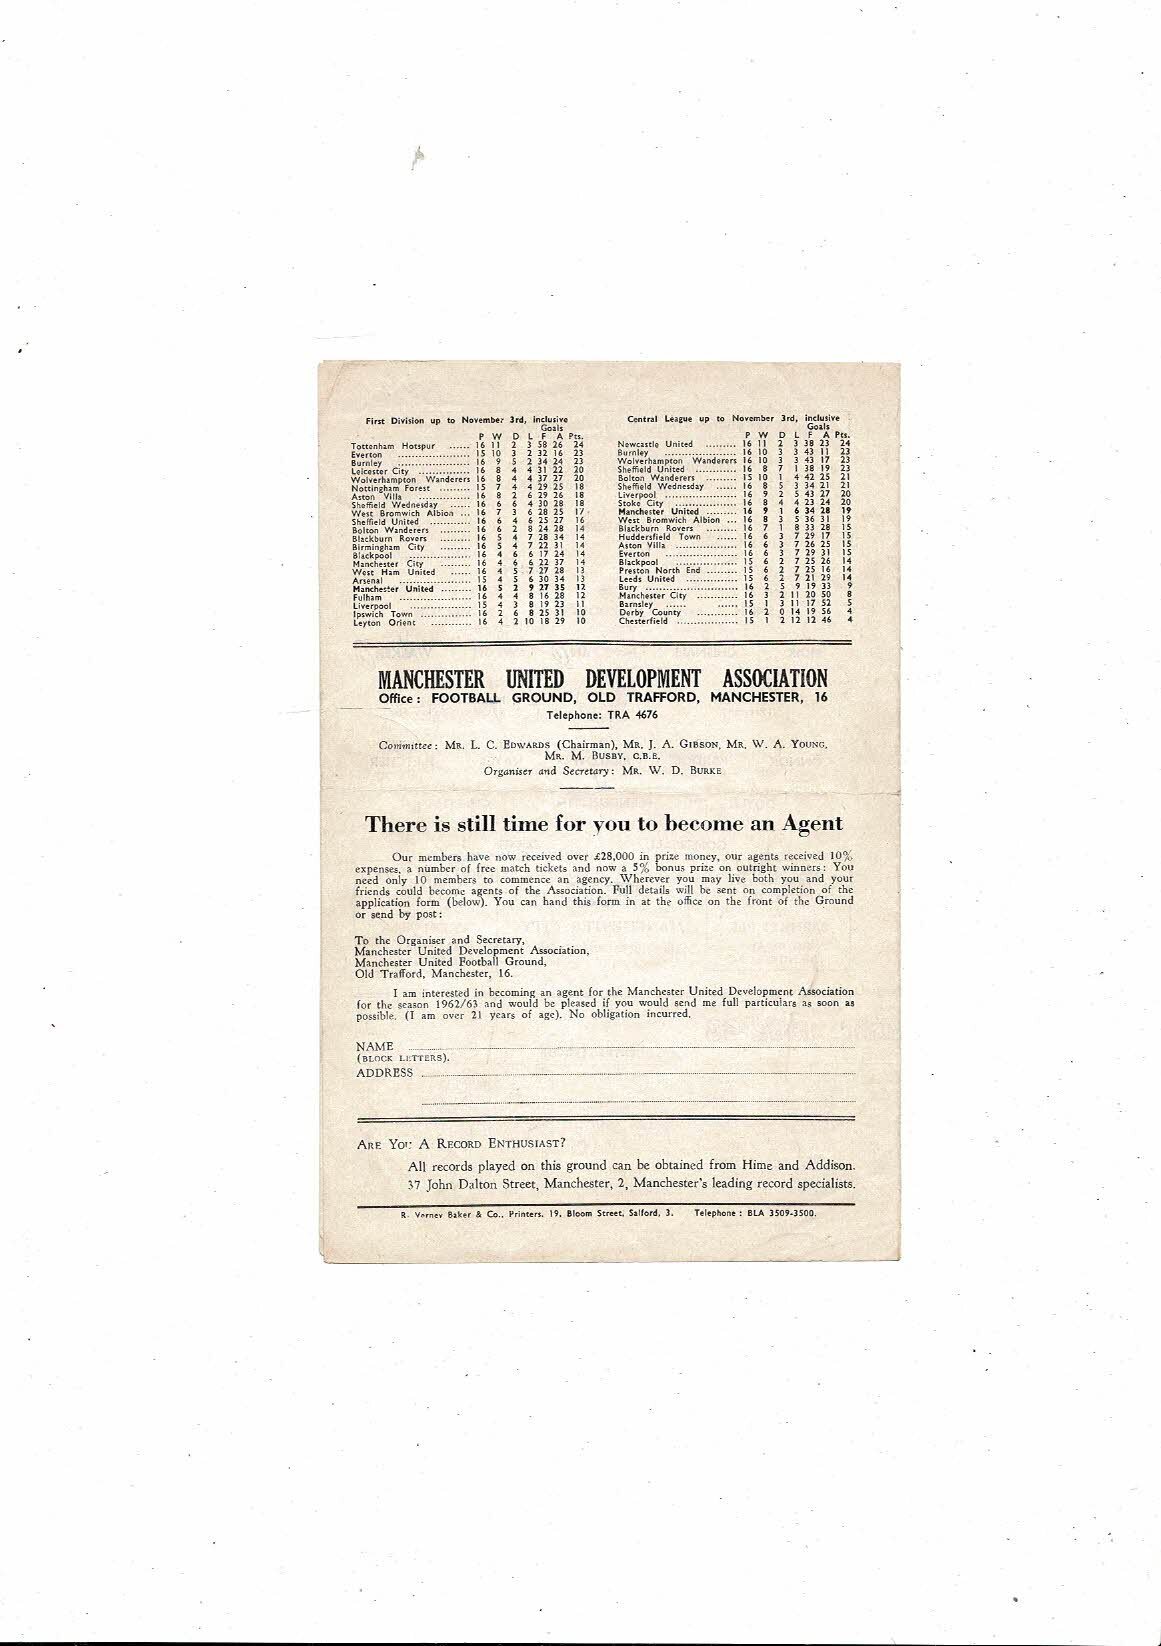 First Division up to November 3rd, inclusive
Goals
P W D L F A Pts.
Tottenham Hotspur ...... 16 11 2 3 58 26 24
Everton ...................... 15 10 3 2 32 16 23
Burnley ...................... 16 9 5 2 34 24 23
Leicester City ................ 16 8 4 4 31 22 20
Wolverhampton Wanderers 16 8 4 4 37 27 20
Nottingham Forest ......... 15 7 4 4 29 25 18
Aston Villa ................ 16 8 2 6 29 26 18
Sheffield Wednesday ...... 16 6 6 4 30 28 18
West Bromwich Albion ... 16 7 3 6 28 25 17
Sheffield United ............ 16 6 4 6 25 27 16
Bolton Wanderers ......... 16 6 2 8 24 28 14
Blackburn Rovers ......... 16 5 4 7 28 34 14
Birmingham City ......... 16 5 4 7 22 31 14
Blackpool .................. 16 4 6 6 17 24 14
Manchester City ......... 16 4 6 6 22 37 14
West Ham United ...... 16 4 5 7 27 28 13
Arsenal ...................... 15 4 5 6 30 34 13
Manchester United ......... 16 5 2 9 27 35 12
Fulham ...................... 16 4 4 8 16 28 12
Liverpool .................. 15 4 3 8 19 23 11
Ipswich Town ............... 16 2 6 8 25 31 10
Leyton Orient ............ 16 4 2 10 18 29 10
Central League up to November 3rd, inclusive
Goals
P W D L F A Pts.
Newcastle United ......... 16 11 2 3 38 23 24
Burnley ...................... 16 10 3 3 43 11 23
Wolverhampton Wanderers 16 10 3 3 43 17 23
Sheffield United ............ 16 8 7 1 38 19 23
Bolton Wanderers ......... 15 10 1 4 42 25 21
Sheffield Wednesday ...... 16 8 5 3 34 21 21
Liverpool ...................... 16 9 2 5 43 27 20
Stoke City .................. 16 8 4 4 23 24 20
Manchester United ......... 16 9 1 6 34 28 19
West Bromwich Albion ... 16 8 3 5 36 31 19
Blackburn Rovers ......... 16 7 1 8 33 28 15
Huddersfield Town ...... 16 6 3 7 29 17 15
Aston Villa .................. 16 6 3 7 26 25 15
Everton ...................... 16 6 3 7 29 31 15
Blackpool .................. 15 6 2 7 25 26 14
Preston North End ......... 15 6 2 7 25 16 14
Leeds United ............... 15 6 2 7 21 29 14
Bury ............................ 16 2 5 9 19 33 9
Manchester City ............ 16 3 2 11 20 50 8
Barnsley ...... ...... 15 1 3 11 17 52 5
Derby County ............ 16 2 0 14 19 56 4
Chesterfield .................. 15 1 2 12 12 46 4
MANCHESTER UNITED DEVELOPMENT ASSOCIATION
Office : FOOTBALL GROUND, OLD TRAFFORD, MANCHESTER, 16
Telephone: TRA 4676
Committee : MR. L. C. EDWARDS (Chairman), MR. J. A. GIBSON, MR. W. A. YOUNG,
MR. M. BUSBY, C.B.E.
Organiser and Secretary : MR. W. D. BURKE
There is still time for you to become an Agent
Our members have now received over £28,000 in prize money, our agents received 10%
expenses, a number of free match tickets and now a 5% bonus prize on outright winners: You
need only 10 members to commence an agency. Wherever you may live both you and your
friends could become agents of the Association. Full details will be sent on completion of the
application form (below). You can hand this form in at the office on the front of the Ground
or send by post :
To the Organiser and Secretary,
Manchester United Development Association,
Manchester United Football Ground,
Old Trafford, Manchester, 16.
I am interested in becoming an agent for the Manchester United Development Association
for the season 1962/63 and would be pleased if you would send me full particulars as soon as
possible. (I am over 21 years of age). No obligation incurred.
NAME
(BLOCK LETTERS).
ADDRESS
ARE YOU A RECORD ENTHUSIAST?
All records played on this ground can be obtained from Hime and Addison.
37 John Dalton Street, Manchester, 2, Manchester's leading record specialists.
R. Verney Baker & Co., Printers, 19, Bloom Street, Salford, 3. Telephone : BLA 3509-3500.